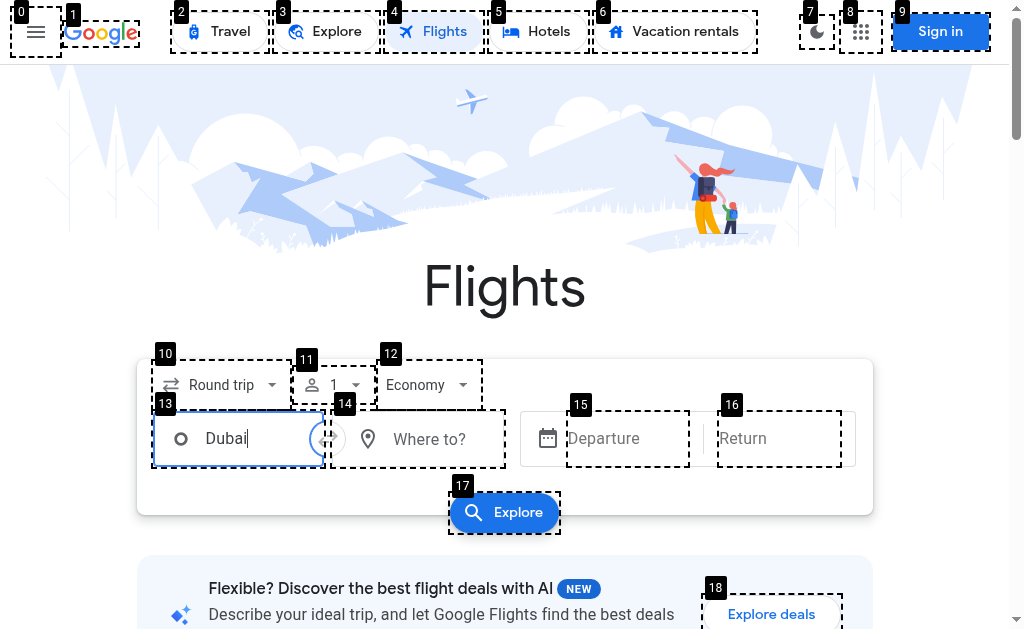 0
1
2
3
4
5
6
7
8
9
Google
Travel
Explore
Flights
Hotels
Vacation rentals
Sign in
Flights
10
11
12
Round trip
1
Economy
13
14
15
16
Dubai
Where to?
Departure
Return
17
Explore
Flexible? Discover the best flight deals with AI NEW
18
Describe your ideal trip, and let Google Flights find the best deals
Explore deals